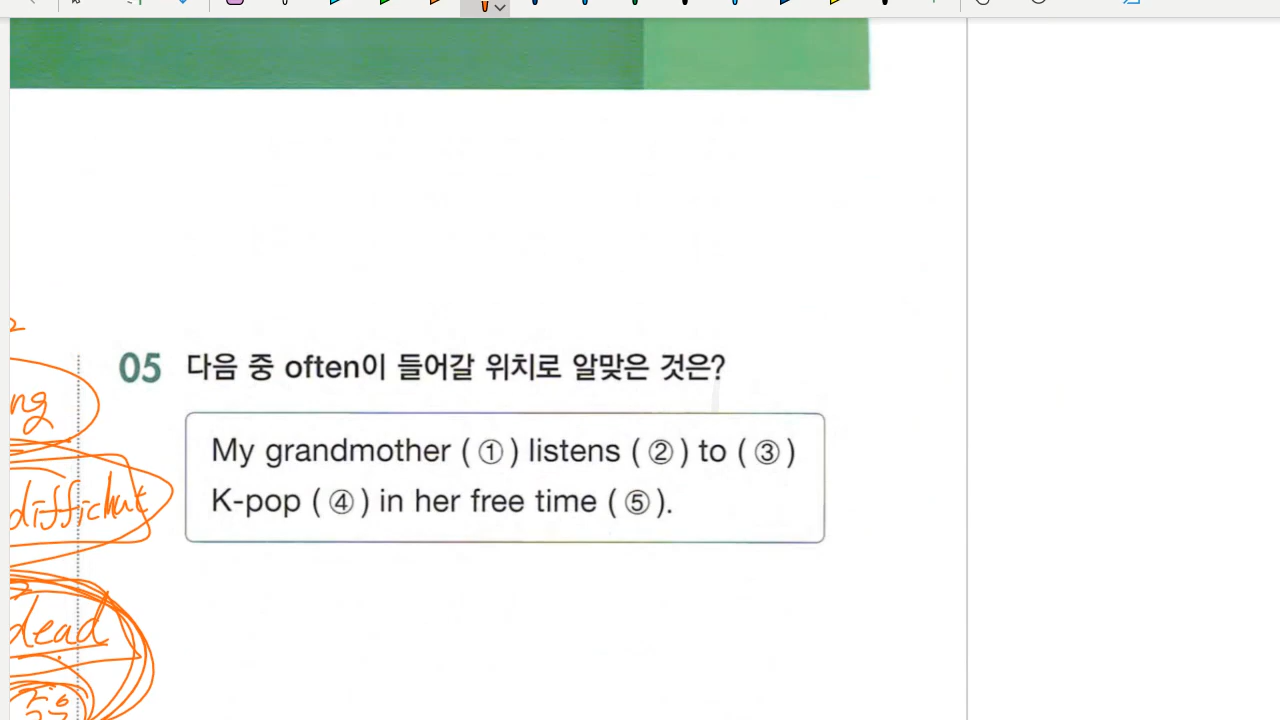 ng
difficult
dead
05 다음 중 often이 들어갈 위치로 알맞은 것은?
My grandmother ( ① ) listens ( ② ) to ( ③ )
K-pop ( ④ ) in her free time ( ⑤ ).